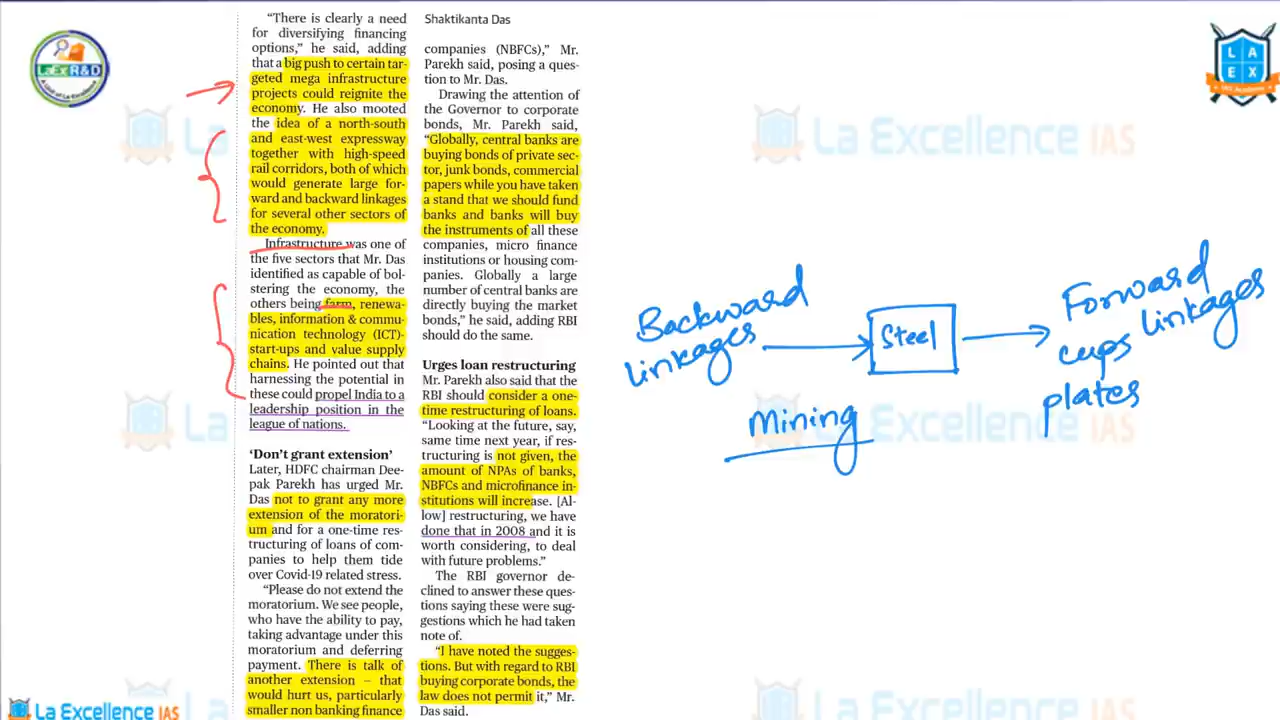 “There is clearly a need
for diversifying financing
options,” he said, adding
that a big push to certain tar-
geted mega infrastructure
projects could reignite the
economy. He also mooted
the idea of a north-south
and east-west expressway
together with high-speed
rail corridors, both of which
would generate large for-
ward and backward linkages
for several other sectors of
the economy.
Infrastructure was one of
the five sectors that Mr. Das
identified as capable of bol-
stering the economy, the
others being farm, renewa-
bles, information & commu-
nication technology (ICT)-
start-ups and value supply
chains. He pointed out that
harnessing the potential in
these could propel India to a
leadership position in the
league of nations.
‘Don’t grant extension’
Later, HDFC chairman Dee-
pak Parekh has urged Mr.
Das not to grant any more
extension of the moratori-
um and for a one-time res-
tructuring of loans of com-
panies to help them tide
over Covid-19 related stress.
“Please do not extend the
moratorium. We see people,
who have the ability to pay,
taking advantage under this
moratorium and deferring
payment. There is talk of
another extension – that
would hurt us, particularly
smaller non banking finance
Shaktikanta Das
companies (NBFCs),” Mr.
Parekh said, posing a ques-
tion to Mr. Das.
Drawing the attention of
the Governor to corporate
bonds, Mr. Parekh said,
“Globally, central banks are
buying bonds of private sec-
tor, junk bonds, commercial
papers while you have taken
a stand that we should fund
banks and banks will buy
the instruments of all these
companies, micro finance
institutions or housing com-
panies. Globally a large
number of central banks are
directly buying the market
bonds,” he said, adding RBI
should do the same.
Urges loan restructuring
Mr. Parekh also said that the
RBI should consider a one-
time restructuring of loans.
“Looking at the future, say,
same time next year, if res-
tructuring is not given, the
amount of NPAs of banks,
NBFCs and microfinance in-
stitutions will increase. [Al-
low] restructuring, we have
done that in 2008 and it is
worth considering, to deal
with future problems.”
The RBI governor de-
clined to answer these ques-
tions saying these were sug-
gestions which he had taken
note of.
“I have noted the sugges-
tions. But with regard to RBI
buying corporate bonds, the
law does not permit it,” Mr.
Das said.
Backward
linkages
Mining
Steel
Forward
linkages
cups
plates
LaEx R&D
A Unit of La-Excellence
L A
E X
IAS Academy
La Excellence IAS
La Excellence IAS
La Excellence IAS
La Excellence IAS
La Excellence IAS
La Excellence IAS